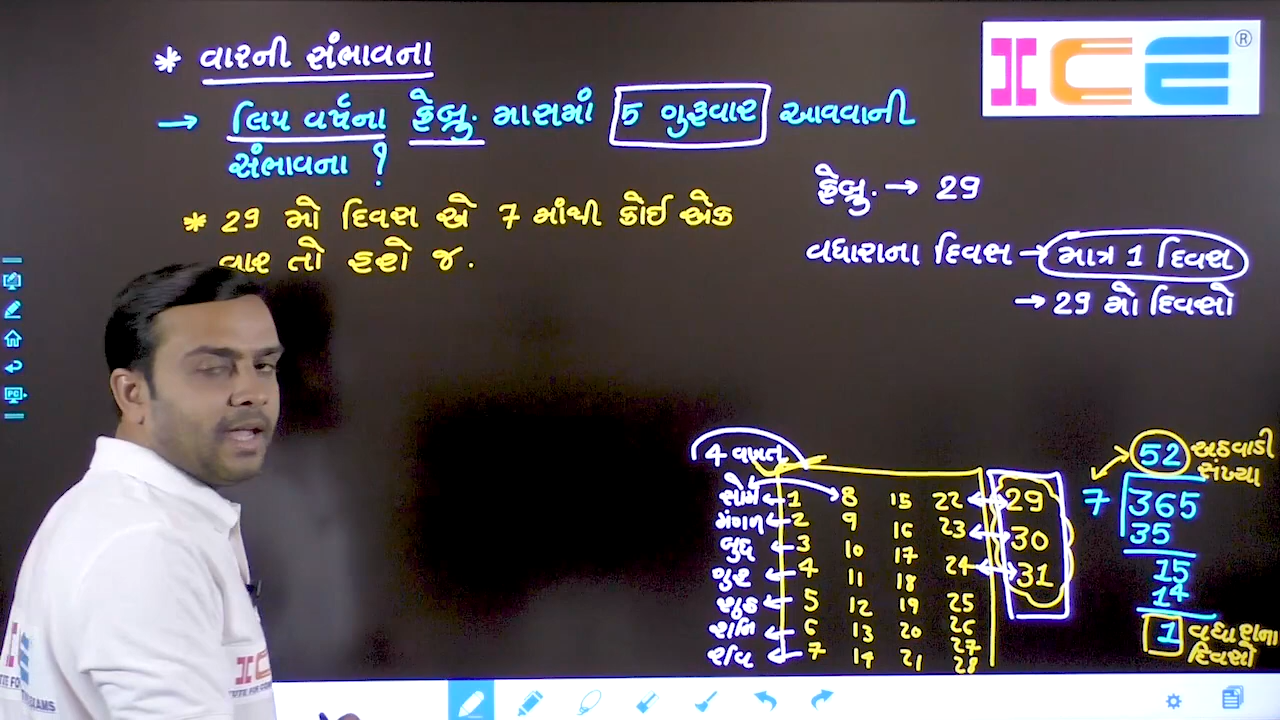 * વારની સંભાવના
→ લિપ વર્ષના ફેબ્રુ. માસમાં 5 ગુરૂવાર આવવાની
સંભાવના ?
* 29 મો દિવસ એ 7 માંથી કોઈ એક
વાર તો હશે જ.
ICE ®
ફેબ્રુ. → 29
વધારાના દિવસ → માત્ર 1 દિવસ
→ 29 મો દિવસો
4 વખત
સોમ ← 1 8 15 22 ↔ 29
મંગળ ← 2 9 16 23 ↔ 30
બુધ ← 3 10 17 24 ↔ 31
ગુરુ ← 4 11 18 25
શુક્ર ← 5 12 19 26
શનિ ← 6 13 20 27
રવિ ← 7 14 21 28
52 અઠવાડી
સંખ્યા
7 365
35
15
14
1 વધારાના
દિવસો
ICE